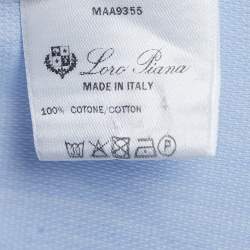 MAA9355
Loro Piana
MADE IN ITALY
100% COTONE/COTTON